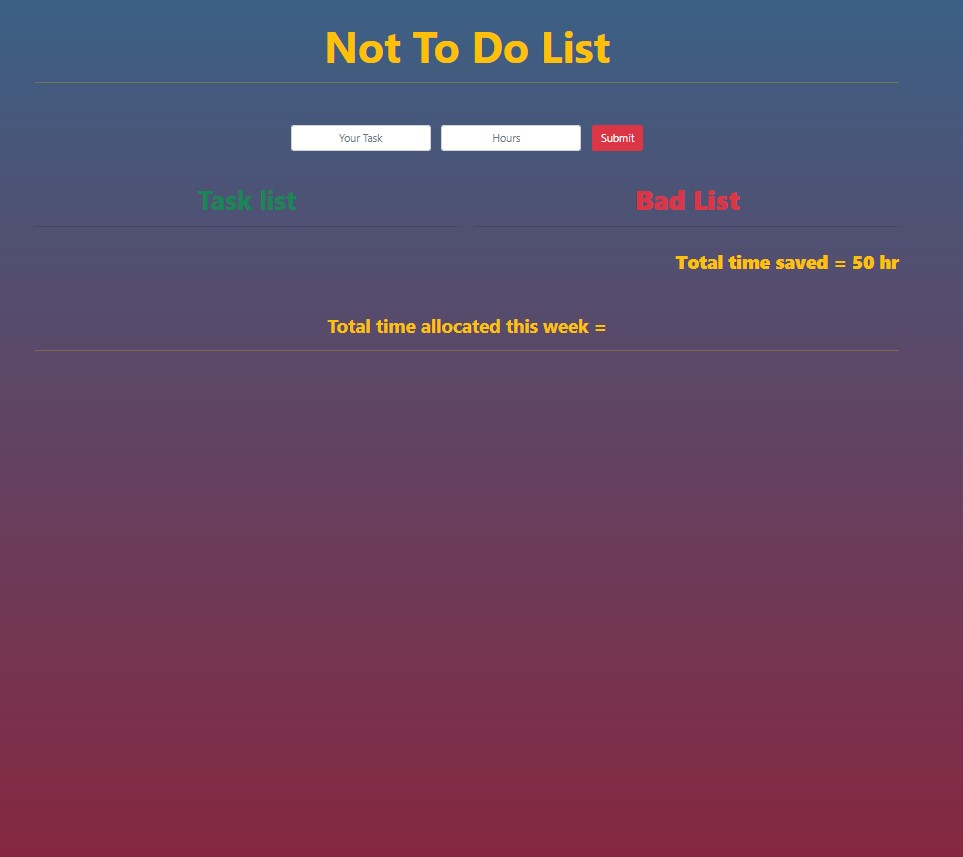 Not To Do List
Your Task Hours Submit
Task list Bad List
Total time saved = 50 hr
Total time allocated this week =